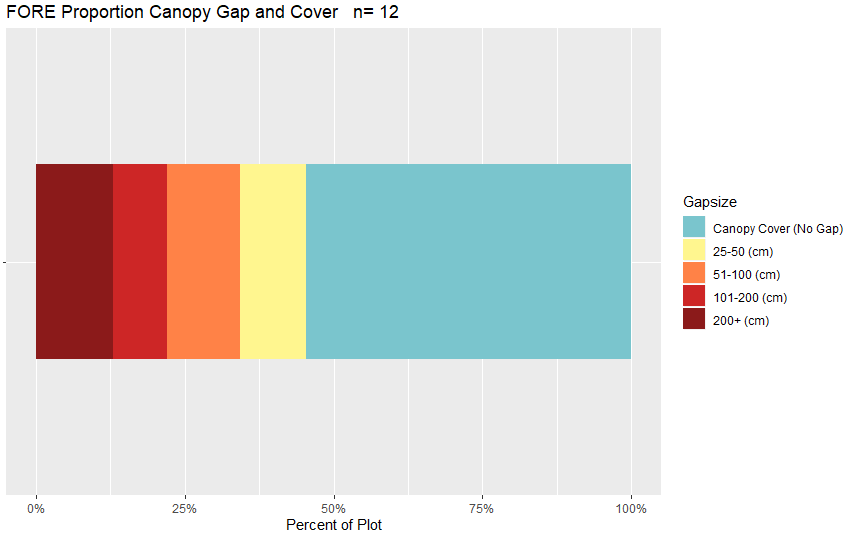 FORE Proportion Canopy Gap and Cover   n= 12
Gapsize
Canopy Cover (No Gap)
25-50 (cm)
51-100 (cm)
101-200 (cm)
200+ (cm)
0% 25% 50% 75% 100%
Percent of Plot